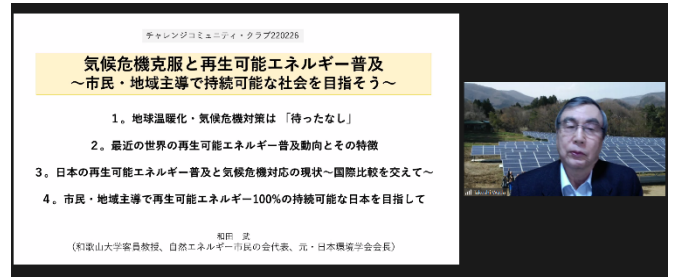 チャレンジコミュニティ・クラブ220226
気候危機克服と再生可能エネルギー普及
～市民・地域主導で持続可能な社会を目指そう～
1。地球温暖化・気候危機対策は 「待ったなし」
2。最近の世界の再生可能エネルギー普及動向とその特徴
3。日本の再生可能エネルギー普及と気候危機対応の現状～国際比較を交えて～
4。市民・地域主導で再生可能エネルギー100%の持続可能な日本を目指して
和田 武
（和歌山大学客員教授、自然エネルギー市民の会代表、元・日本環境学会会長）